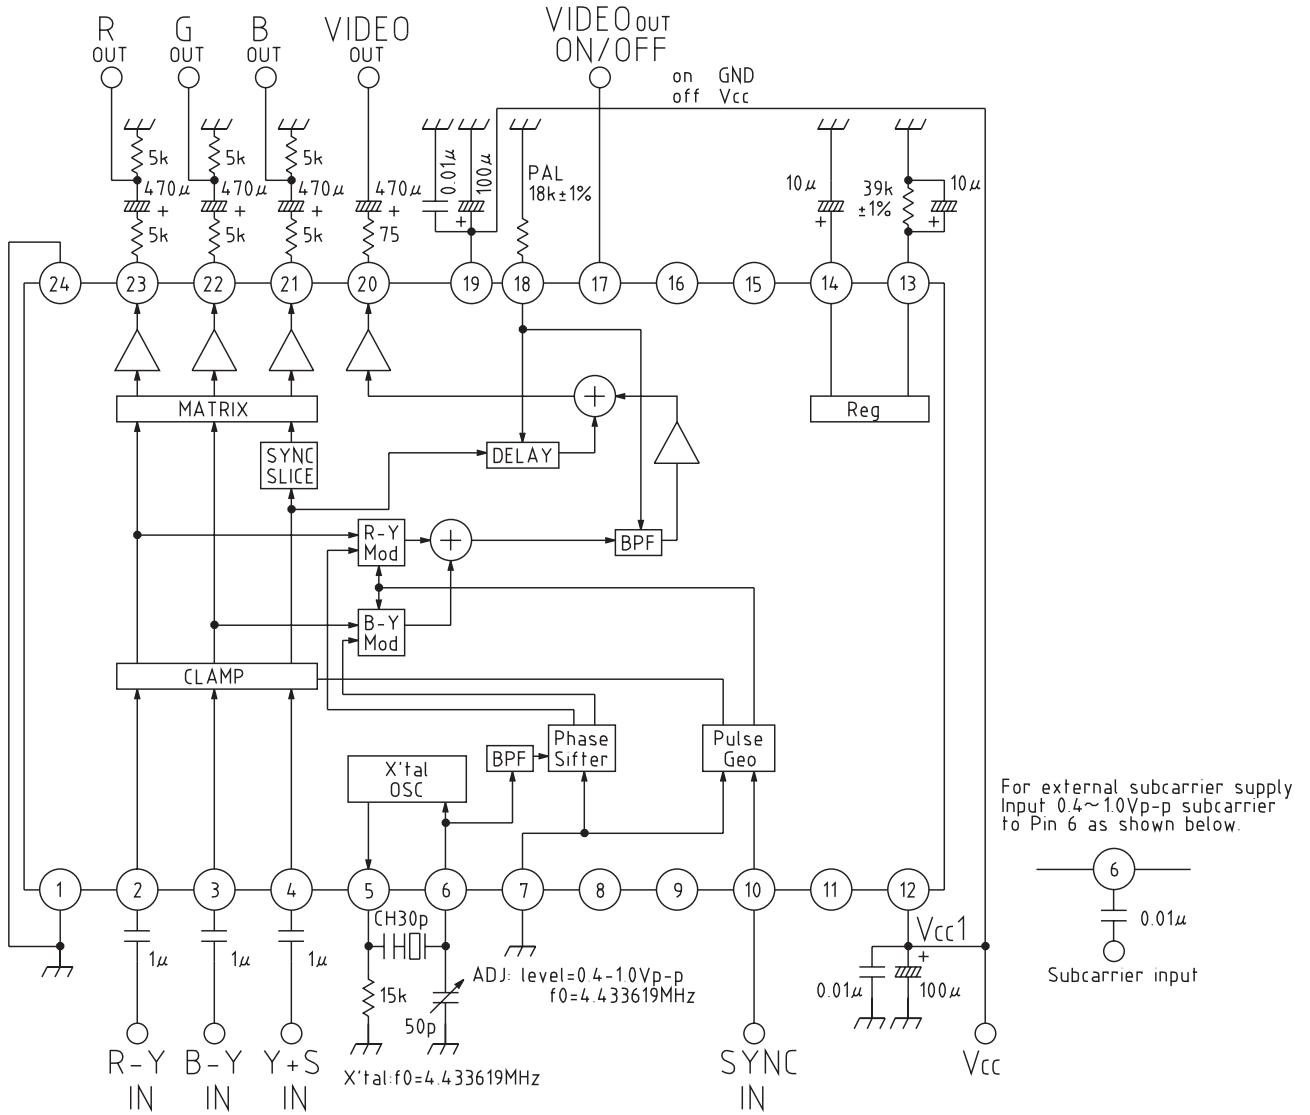 R
OUT
G
OUT
B
OUT
VIDEO
OUT
VIDEO OUT
ON/OFF
on GND
off Vcc
5k
5k
5k
470μ
470μ
470μ
470μ
+
+
+
+
5k
5k
5k
75
0.01μ
100μ
+
PAL
18k±1%
10μ
+
39k
±1%
10μ
+
24
23
22
21
20
19
18
17
16
15
14
13
MATRIX
SYNC
SLICE
DELAY
Reg
R-Y
Mod
BPF
B-Y
Mod
CLAMP
X'tal
OSC
BPF
Phase
Sifter
Pulse
Geo
1
2
3
4
5
6
7
8
9
10
11
12
1μ
1μ
1μ
CH30p
15k
50p
ADJ: level=0.4-1.0Vp-p
f0=4.433619MHz
X'tal:f0=4.433619MHz
Vcc1
0.01μ
+
100μ
R-Y
IN
B-Y
IN
Y+S
IN
SYNC
IN
Vcc
For external subcarrier supply
Input 0.4~1.0Vp-p subcarrier
to Pin 6 as shown below.
6
0.01μ
Subcarrier input